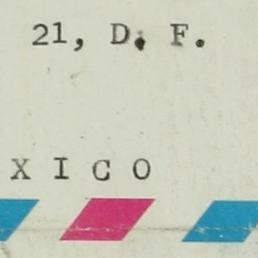 21, D. F.
X I C O